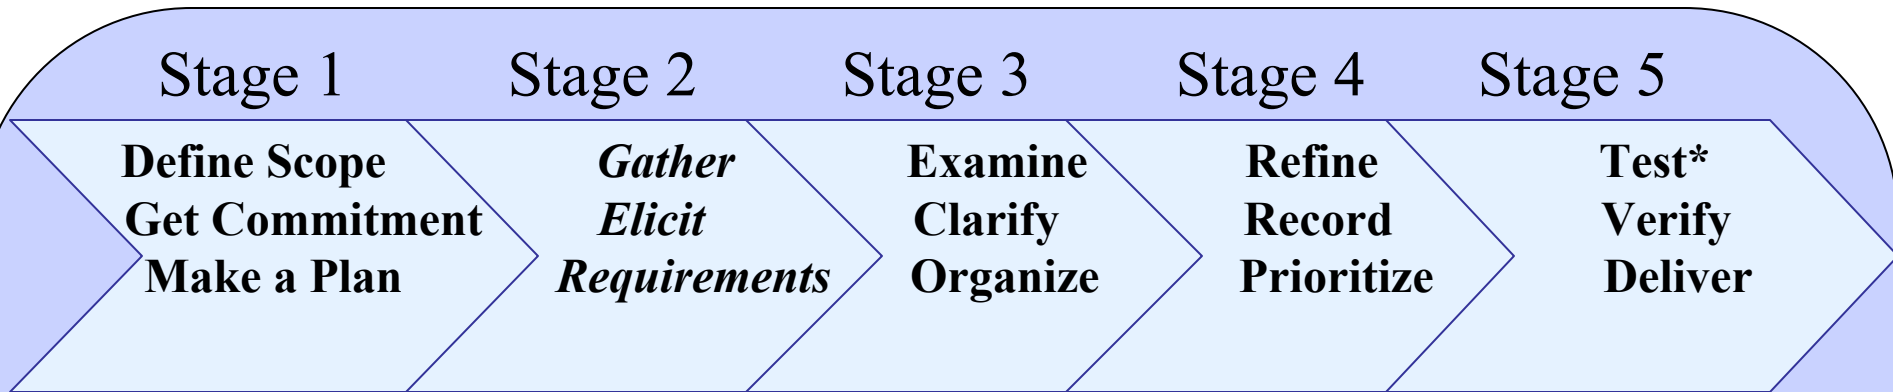 Stage 1
Stage 2
Stage 3
Stage 4
Stage 5
Define Scope
Get Commitment
Make a Plan
Gather
Elicit
Requirements
Examine
Clarify
Organize
Refine
Record
Prioritize
Test*
Verify
Deliver